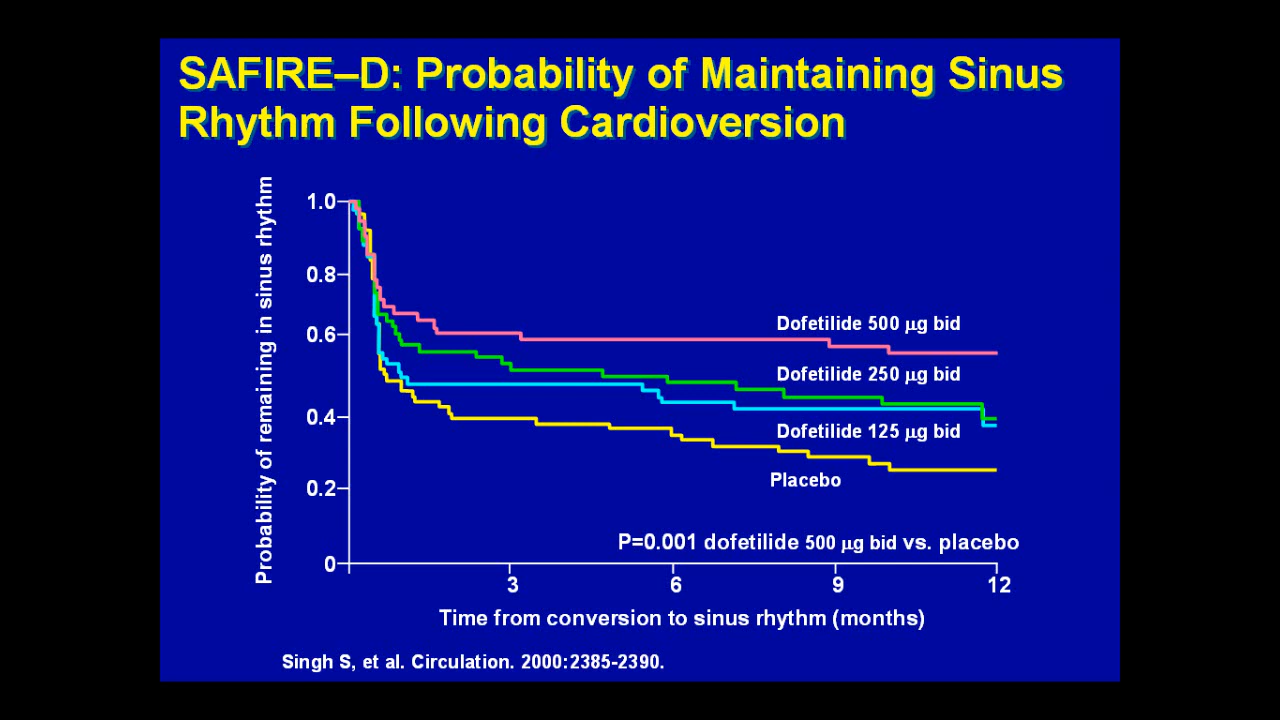 SAFIRE–D: Probability of Maintaining Sinus
Rhythm Following Cardioversion
Probability of remaining in sinus rhythm
1.0
0.8
0.6
0.4
0.2
0
Dofetilide 500 µg bid
Dofetilide 250 µg bid
Dofetilide 125 µg bid
Placebo
P=0.001 dofetilide 500 µg bid vs. placebo
3 6 9 12
Time from conversion to sinus rhythm (months)
Singh S, et al. Circulation. 2000:2385-2390.